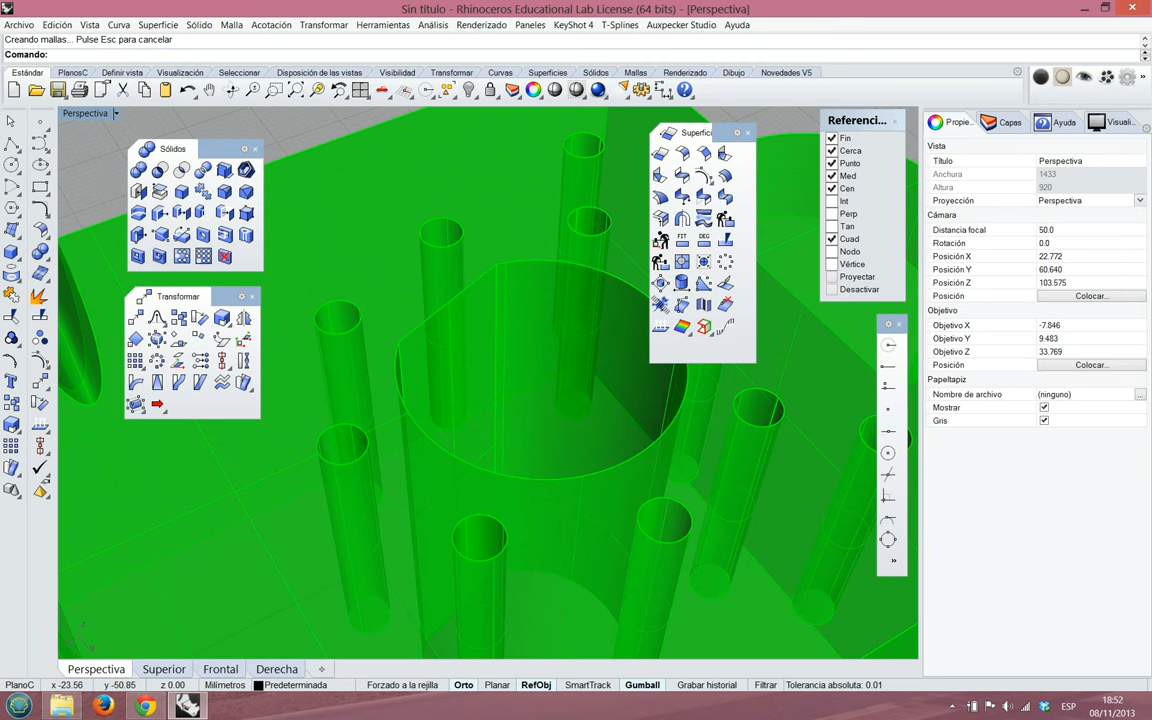 Sin título - Rhinoceros Educational Lab License (64 bits) - [Perspectiva]
Archivo Edición Vista Curva Superficie Sólido Malla Acotación Transformar Herramientas Análisis Renderizado Paneles KeyShot 4 T-Splines Auxpecker Studio Ayuda
Creando mallas... Pulse Esc para cancelar
Comando:
Estándar PlanosC Definir vista Visualización Seleccionar Disposición de las vistas Visibilidad Transformar Curvas Superficies Sólidos Mallas Renderizado Dibujo Novedades V5
Perspectiva
Sólidos
Transformar
Superfici
FIT DEG
Referenci...
Fin
Cerca
Punto
Med
Cen
Int
Perp
Tan
Cuad
Nodo
Vértice
Proyectar
Desactivar
Propie... Capas Ayuda Visuali...
Vista
Título Perspectiva
Anchura 1433
Altura 920
Proyección Perspectiva
Cámara
Distancia focal 50.0
Rotación 0.0
Posición X 22.772
Posición Y 60.640
Posición Z 103.575
Posición Colocar...
Objetivo
Objetivo X -7.846
Objetivo Y 9.483
Objetivo Z 33.769
Posición Colocar...
Papeltapiz
Nombre de archivo (ninguno) ...
Mostrar
Gris
Perspectiva Superior Frontal Derecha
PlanoC x -23.56 y -50.85 z 0.00 Milímetros Predeterminada Forzado a la rejilla Orto Planar RefObj SmartTrack Gumball Grabar historial Filtrar Tolerancia absoluta: 0.01
ESP
18:52
08/11/2013